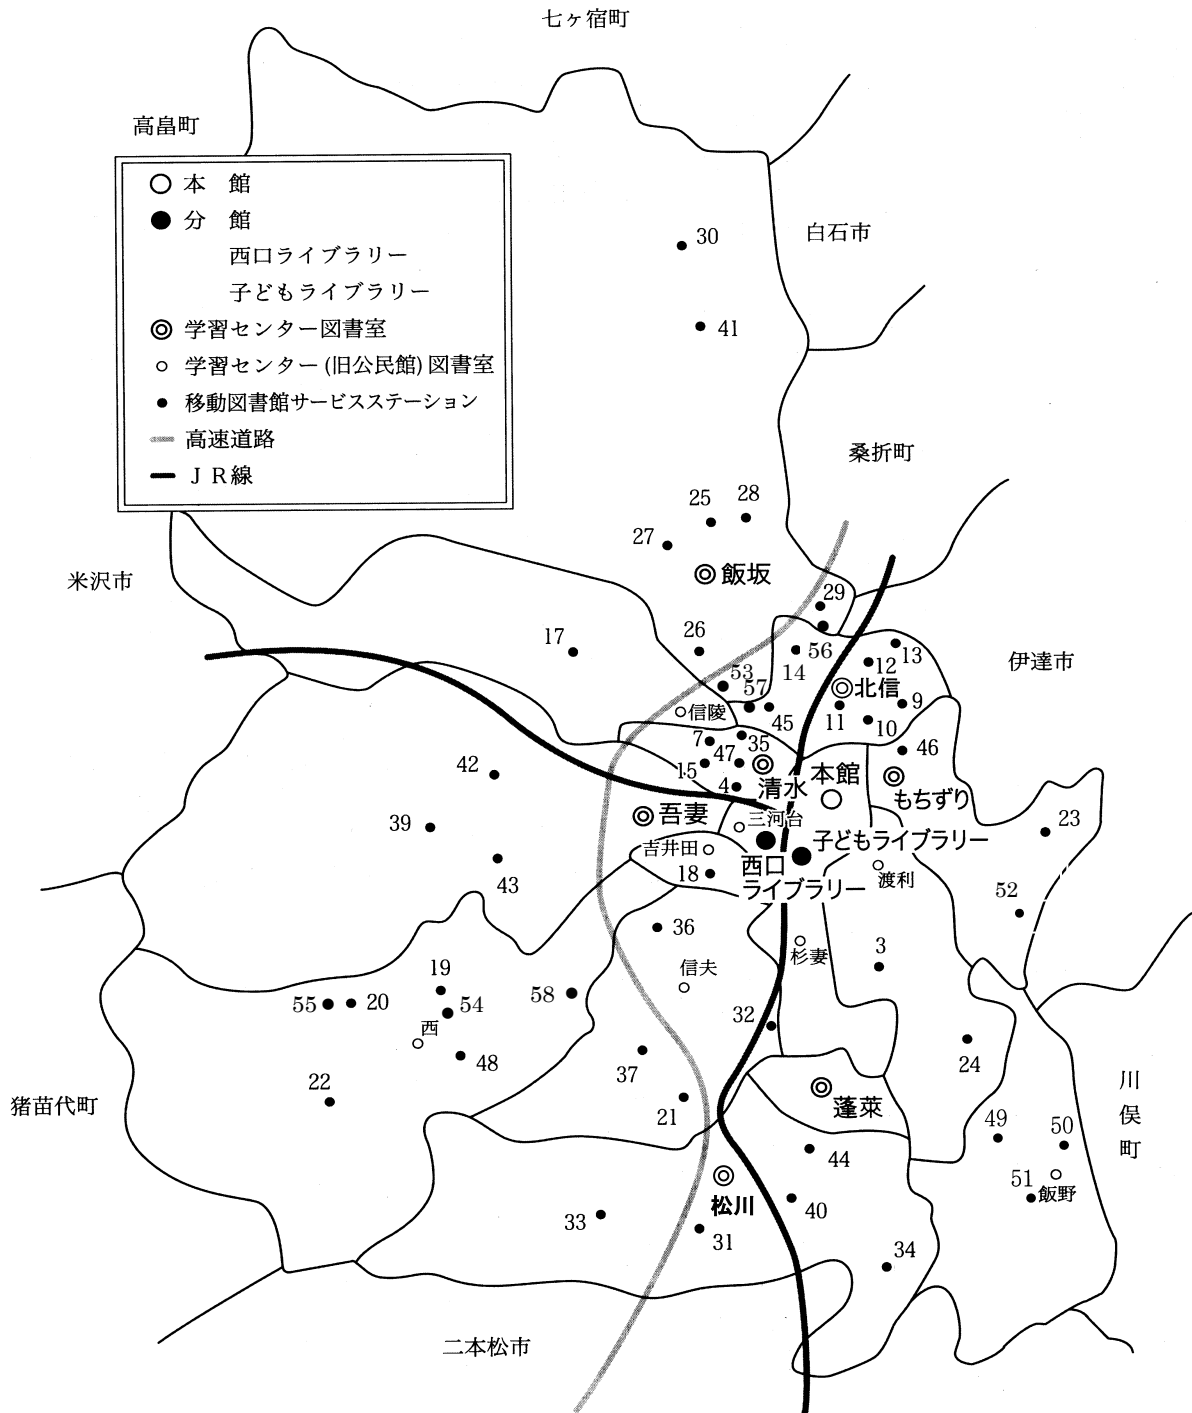 七ヶ宿町
高畠町
本　館
分　館
西口ライブラリー
子どもライブラリー
学習センター図書室
学習センター(旧公民館)図書室
移動図書館サービスステーション
高速道路
ＪＲ線
30
白石市
41
桑折町
25
28
27
飯坂
米沢市
29
17
26
56
13
12
伊達市
53
14
57
北信
9
信陵
45
11
10
7
35
46
47
15
42
4
清水
本館
もちずり
吾妻
三河台
39
23
子どもライブラリー
吉井田
西口
ライブラリー
18
渡利
43
52
36
杉妻
3
信夫
19
58
55
20
54
西
32
48
24
37
22
猪苗代町
蓬莱
川俣町
21
49
50
44
51
飯野
松川
40
33
31
34
二本松市